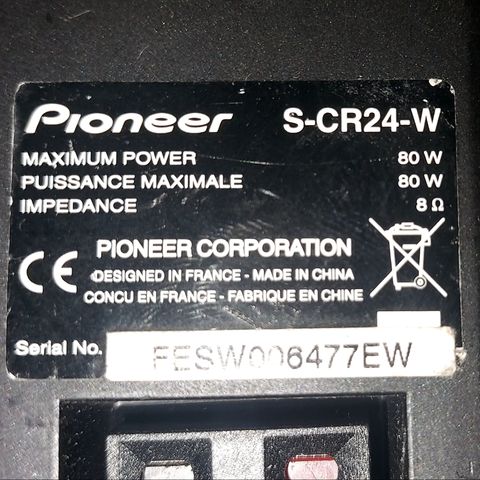 Pioneer S-CR24-W
MAXIMUM POWER 80 W
PUISSANCE MAXIMALE 80 W
IMPEDANCE 8 Ω
CE PIONEER CORPORATION
DESIGNED IN FRANCE - MADE IN CHINA
CONCU EN FRANCE - FABRIQUE EN CHINE
Serial No. FESW006477EW